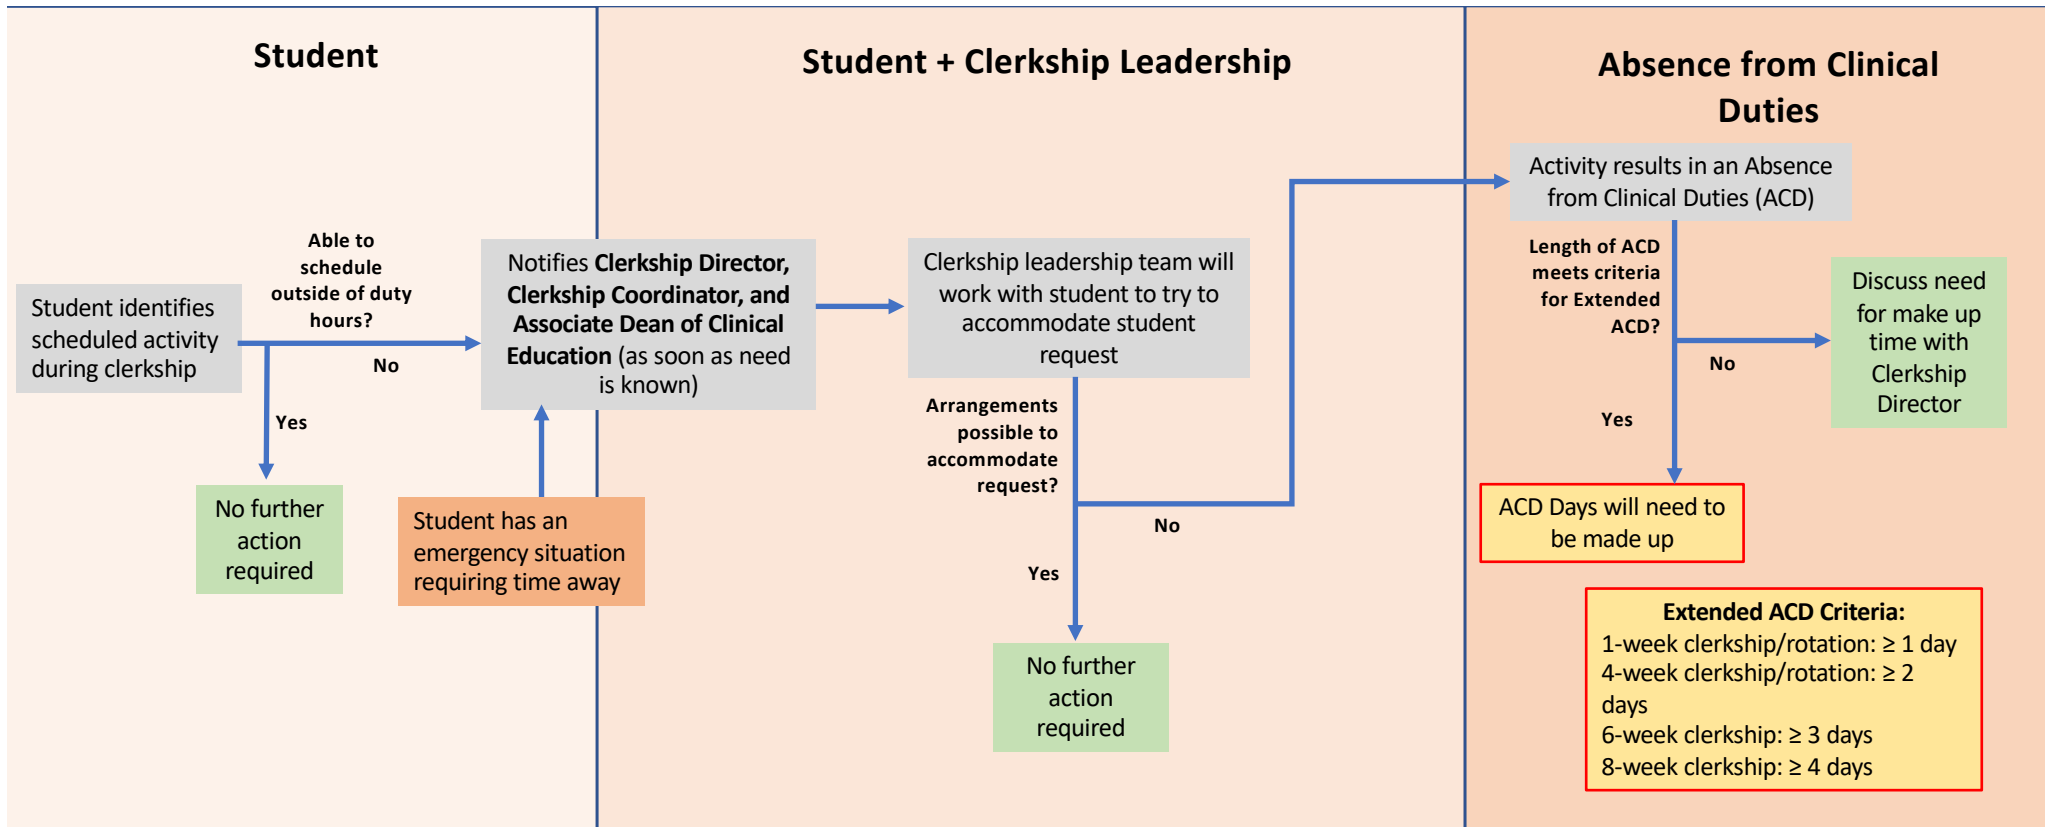 Student
Student + Clerkship Leadership
Absence from Clinical
Duties
Student identifies
scheduled activity
during clerkship
Able to
schedule
outside of duty
hours?
No
Yes
No further
action
required
Notifies Clerkship Director,
Clerkship Coordinator, and
Associate Dean of Clinical
Education (as soon as need
is known)
Student has an
emergency situation
requiring time away
Clerkship leadership team will
work with student to try to
accommodate student
request
Arrangements
possible to
accommodate
request?
No
Yes
No further
action
required
Activity results in an Absence
from Clinical Duties (ACD)
Length of ACD
meets criteria
for Extended
ACD?
No
Yes
Discuss need
for make up
time with
Clerkship
Director
ACD Days will need to
be made up
Extended ACD Criteria:
1-week clerkship/rotation: ≥ 1 day
4-week clerkship/rotation: ≥ 2
days
6-week clerkship: ≥ 3 days
8-week clerkship: ≥ 4 days